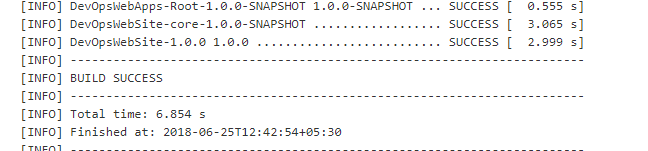 [INFO] DevOpsWebApps-Root-1.0.0-SNAPSHOT 1.0.0-SNAPSHOT ... SUCCESS [  0.555 s]
[INFO] DevOpsWebSite-core-1.0.0-SNAPSHOT .................. SUCCESS [  3.065 s]
[INFO] DevOpsWebSite-1.0.0 1.0.0 .......................... SUCCESS [  2.999 s]
[INFO] ------------------------------------------------------------------------
[INFO] BUILD SUCCESS
[INFO] ------------------------------------------------------------------------
[INFO] Total time: 6.854 s
[INFO] Finished at: 2018-06-25T12:42:54+05:30
[INFO] ------------------------------------------------------------------------